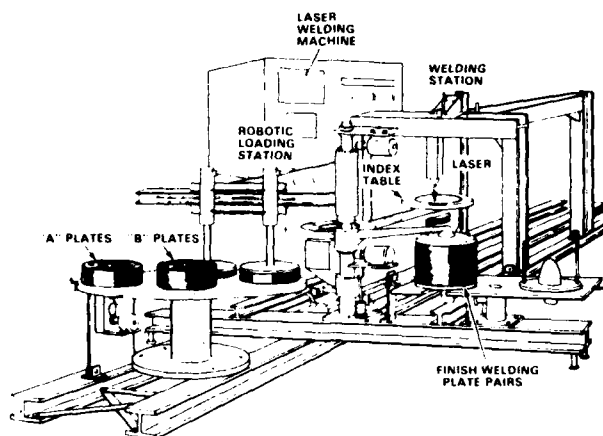 LASER
WELDING
MACHINE
WELDING
STATION
ROBOTIC
LOADING
STATION
LASER
INDEX
TABLE
"A" PLATES
"B" PLATES
FINISH WELDING
PLATE PAIRS